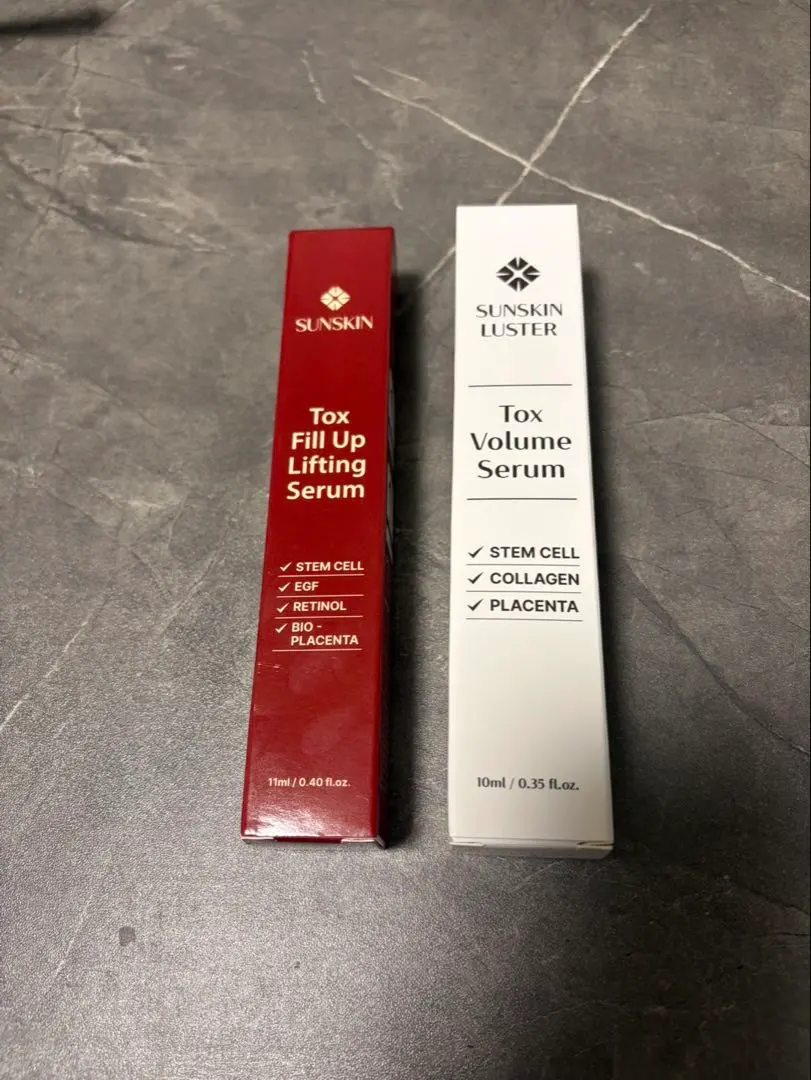 SUNSKIN
Tox
Fill Up
Lifting
Serum
STEM CELL
EGF
RETINOL
BIO -
PLACENTA
11ml / 0.40 fl.oz.
SUNSKIN
LUSTER
Tox
Volume
Serum
STEM CELL
COLLAGEN
PLACENTA
10ml / 0.35 fl.oz.